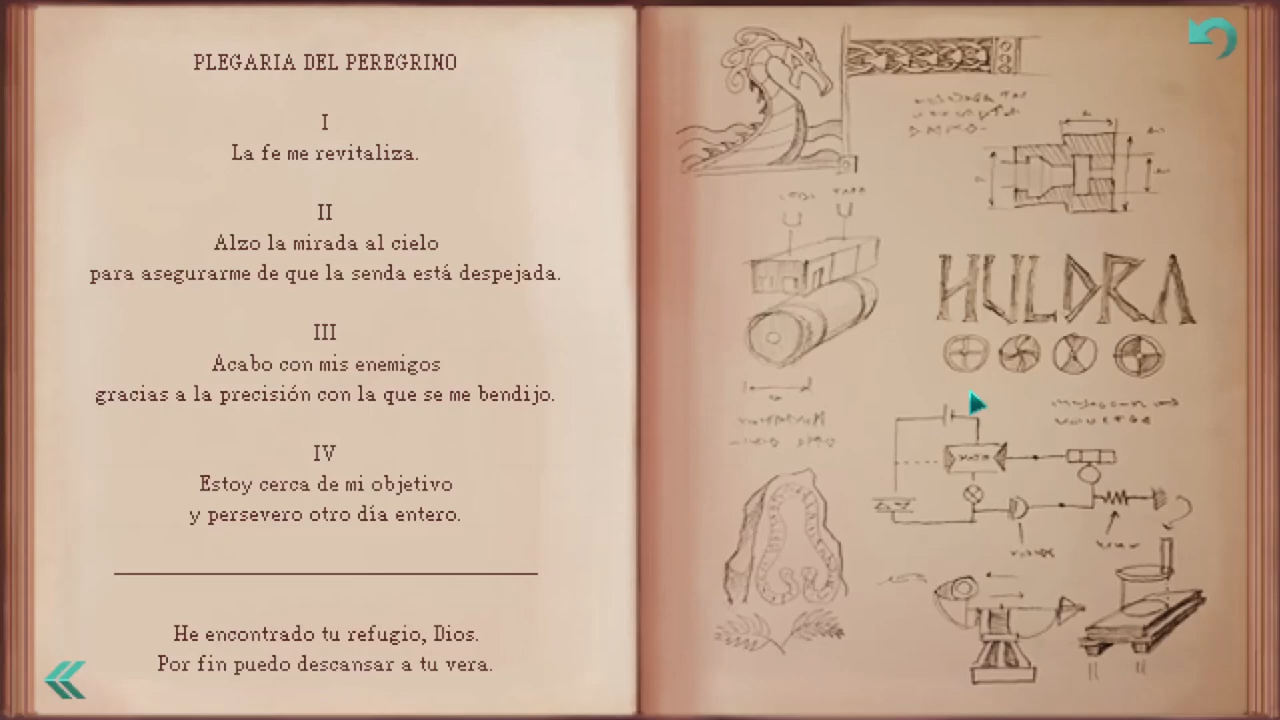 PLEGARIA DEL PEREGRINO
I
La fe me revitaliza.
II
Alzo la mirada al cielo
para asegurarme de que la senda está despejada.
III
Acabo con mis enemigos
gracias a la precisión con la que se me bendijo.
IV
Estoy cerca de mi objetivo
y persevero otro día entero.
He encontrado tu refugio, Dios.
Por fin puedo descansar a tu vera.
HULDRA